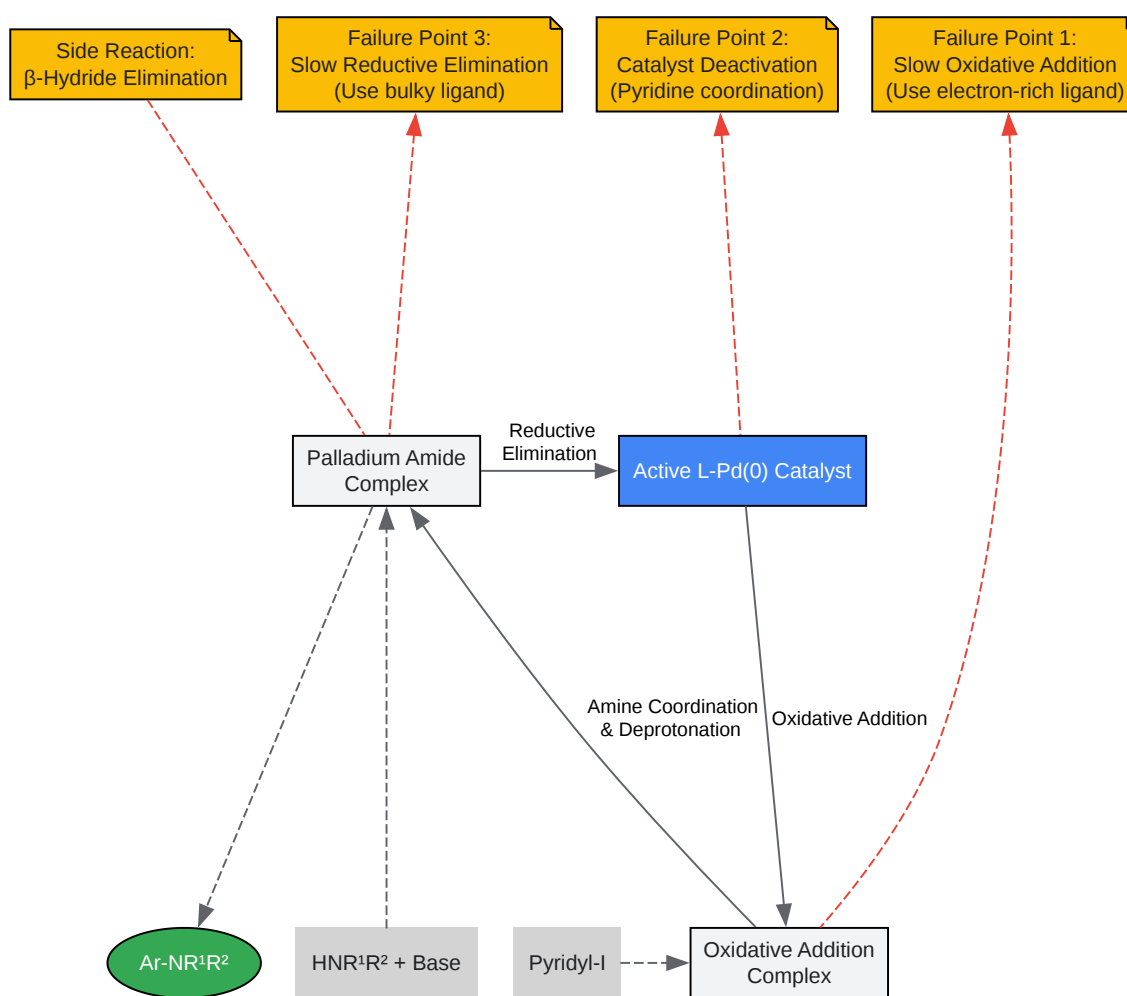 Side Reaction:
β-Hydride Elimination
Failure Point 3:
Slow Reductive Elimination
(Use bulky ligand)
Failure Point 2:
Catalyst Deactivation
(Pyridine coordination)
Failure Point 1:
Slow Oxidative Addition
(Use electron-rich ligand)
Palladium Amide
Complex
Reductive
Elimination
Active L-Pd(0) Catalyst
Amine Coordination
& Deprotonation
Oxidative Addition
Ar-NR¹R²
HNR¹R² + Base
Pyridyl-I
Oxidative Addition
Complex